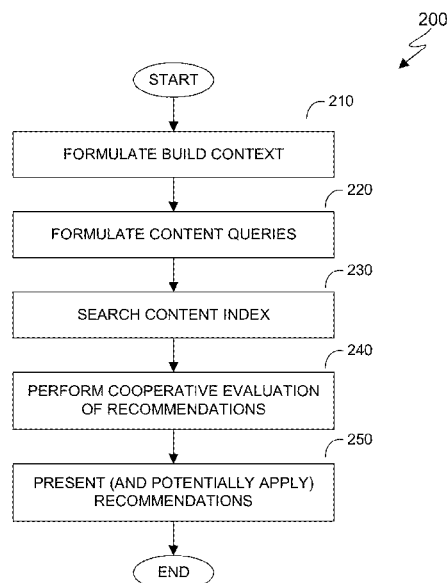 200
START
210
FORMULATE BUILD CONTEXT
220
FORMULATE CONTENT QUERIES
230
SEARCH CONTENT INDEX
240
PERFORM COOPERATIVE EVALUATION
OF RECOMMENDATIONS
250
PRESENT (AND POTENTIALLY APPLY)
RECOMMENDATIONS
END